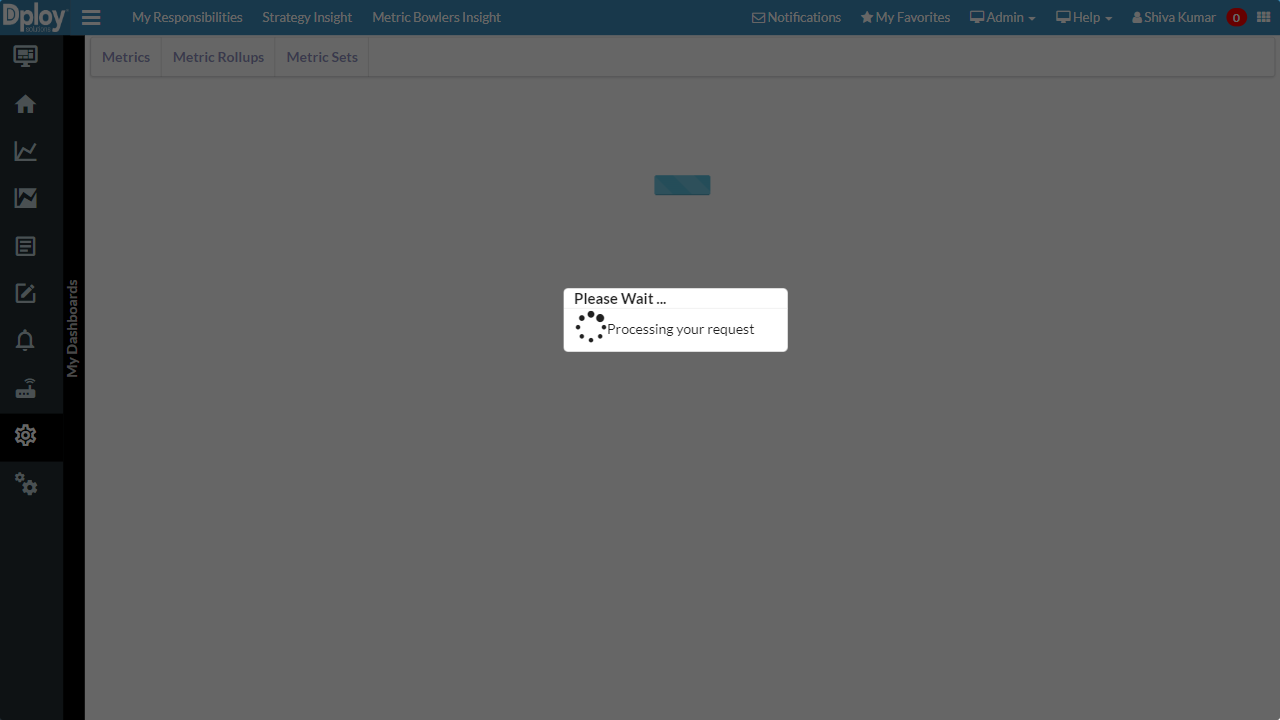 Dploy
SOLUTIONS
My Responsibilities
Strategy Insight
Metric Bowlers Insight
Notifications
My Favorites
Admin
Help
Shiva Kumar
0
Metrics
Metric Rollups
Metric Sets
My Dashboards
Please Wait ...
Processing your request